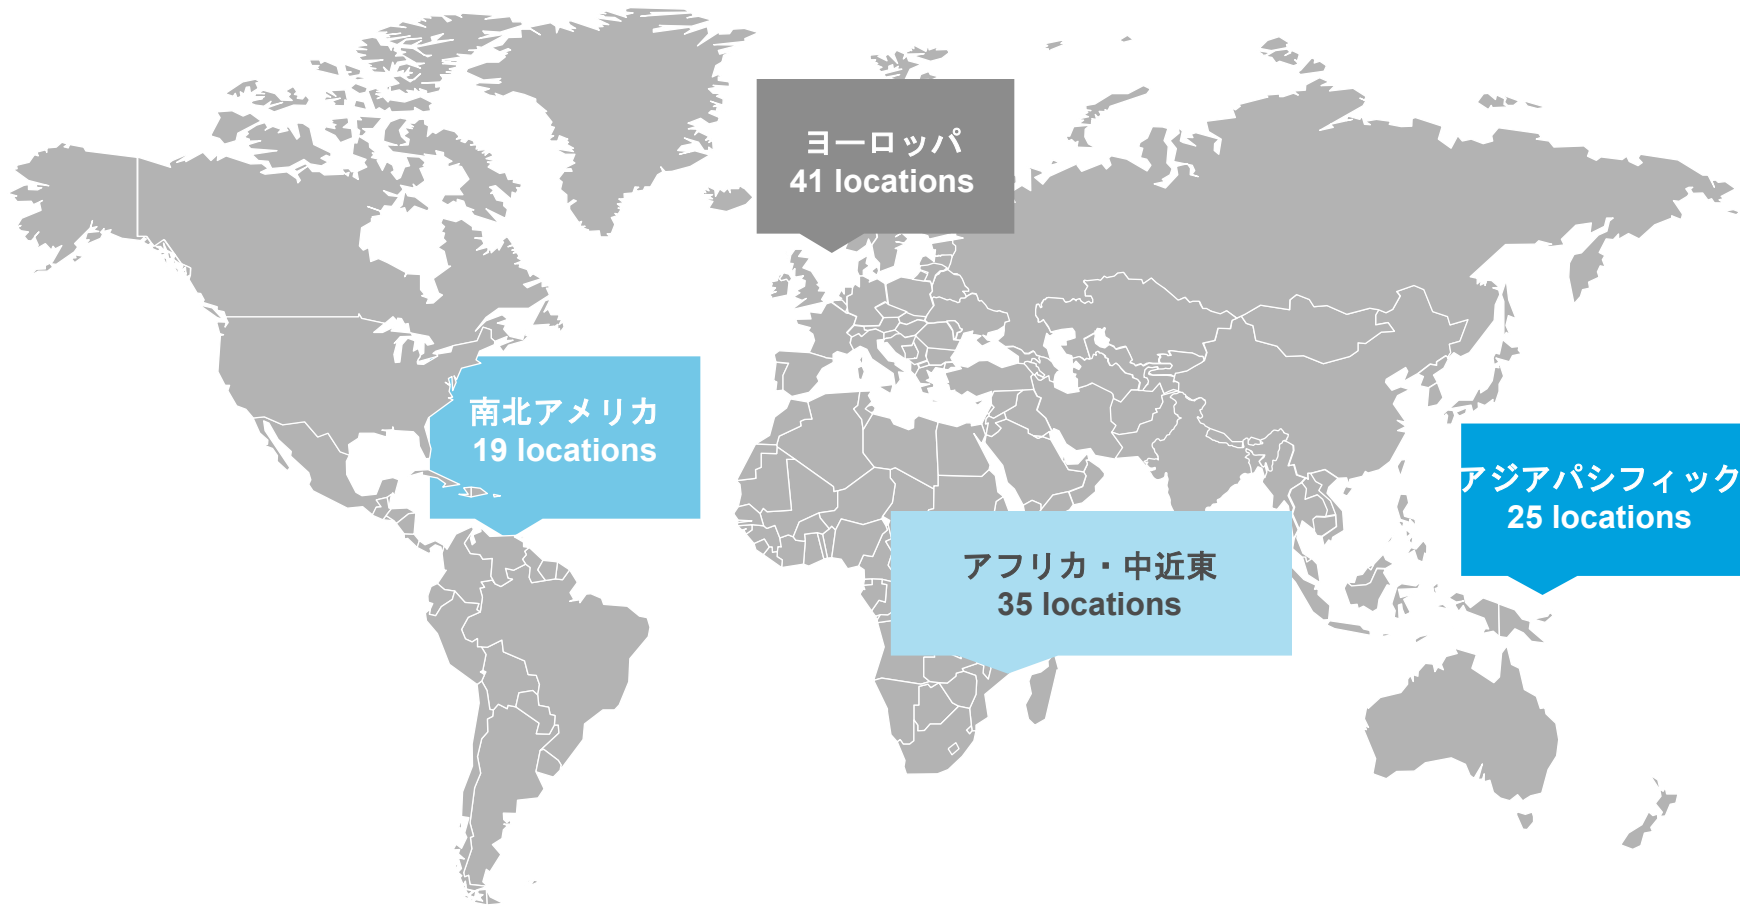 ヨーロッパ
41 locations
南北アメリカ
19 locations
アジアパシフィック
25 locations
アフリカ・中近東
35 locations